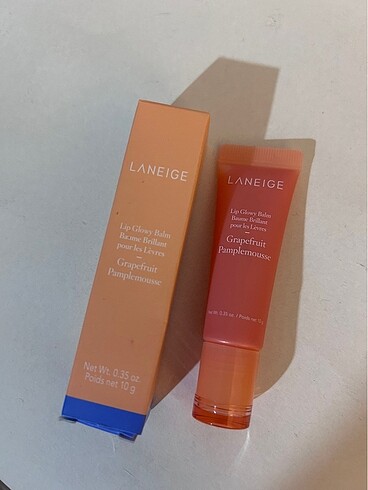 LANEIGE
Lip Glowy Balm
Baume Brillant
pour les Lèvres
Grapefruit
Pamplemousse
Net Wt. 0.35 oz.
Poids net 10 g
LANEIGE
Lip Glowy Balm
Baume Brillant
pour les Lèvres
Grapefruit
Pamplemousse
Net Wt. 0.35 oz. / Poids net 10 g